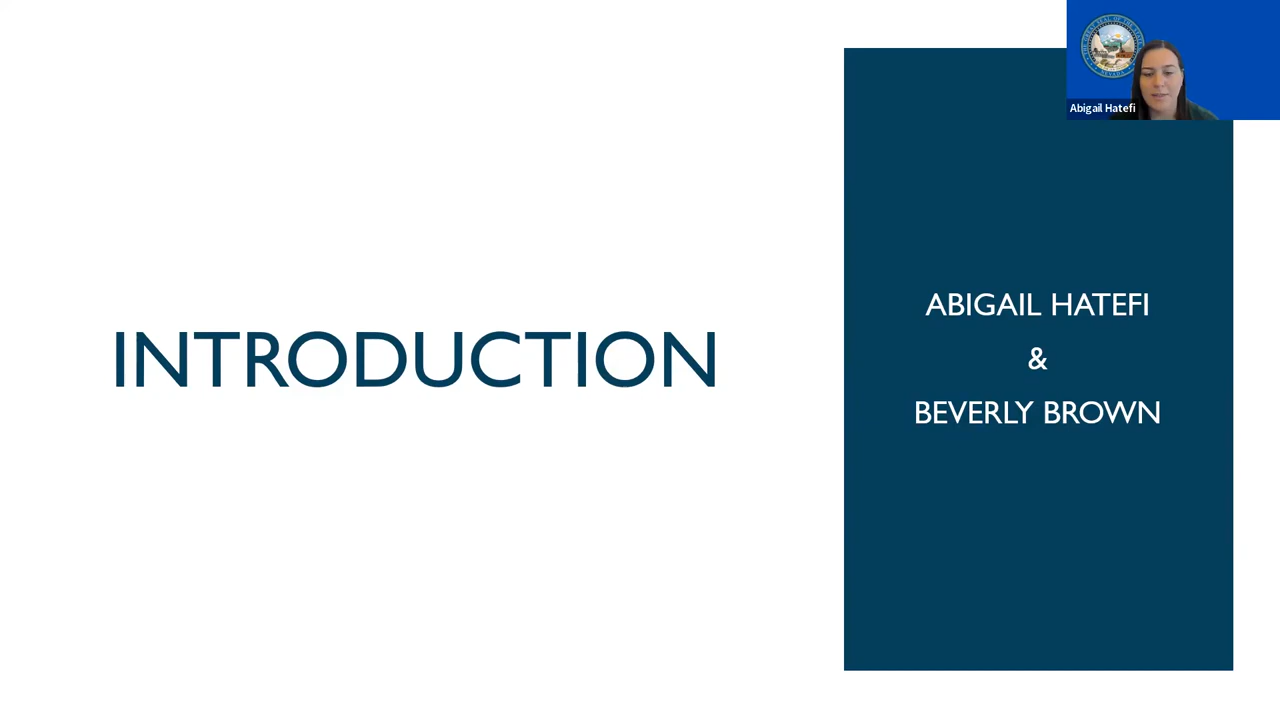 INTRODUCTION
ABIGAIL HATEFI
&
BEVERLY BROWN
Abigail Hatefi